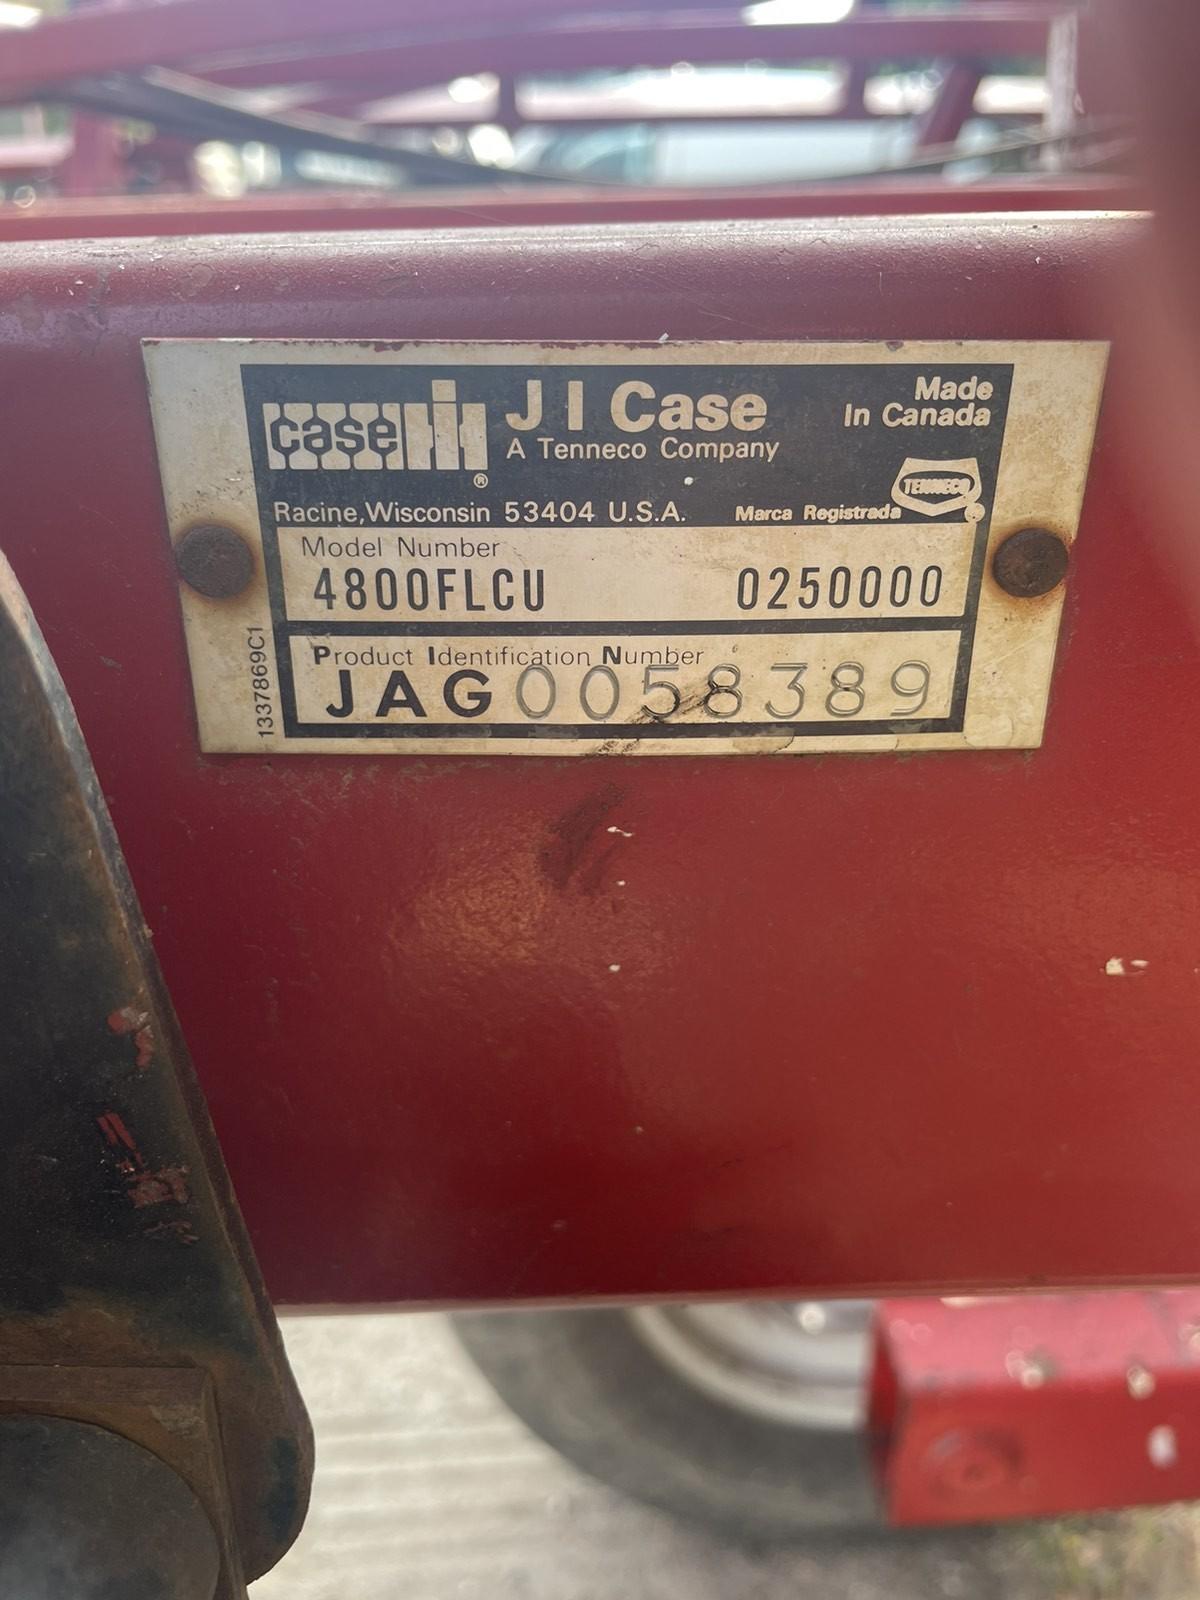 case IH ®
J I Case
A Tenneco Company
Made
In Canada
TENNECO
Racine, Wisconsin 53404 U.S.A.
Marca Registrada ®
Model Number
4800FLCU 0250000
Product Identification Number
JAG0058389
1337869C1